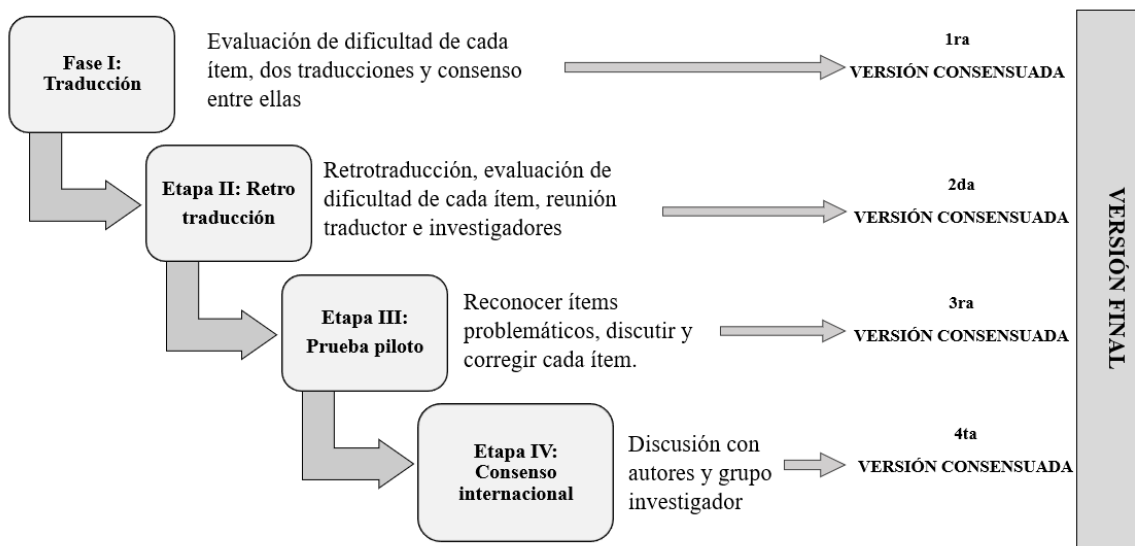 Fase I:
Traducción
Evaluación de dificultad de cada
ítem, dos traducciones y consenso
entre ellas
1ra
VERSIÓN CONSENSUADA
Etapa II: Retro
traducción
Retrotraducción, evaluación de
dificultad de cada ítem, reunión
traductor e investigadores
2da
VERSIÓN CONSENSUADA
Etapa III:
Prueba piloto
Reconocer ítems
problemáticos, discutir y
corregir cada ítem.
3ra
VERSIÓN CONSENSUADA
Etapa IV:
Consenso
internacional
Discusión con
autores y grupo
investigador
4ta
VERSIÓN CONSENSUADA
VERSIÓN FINAL